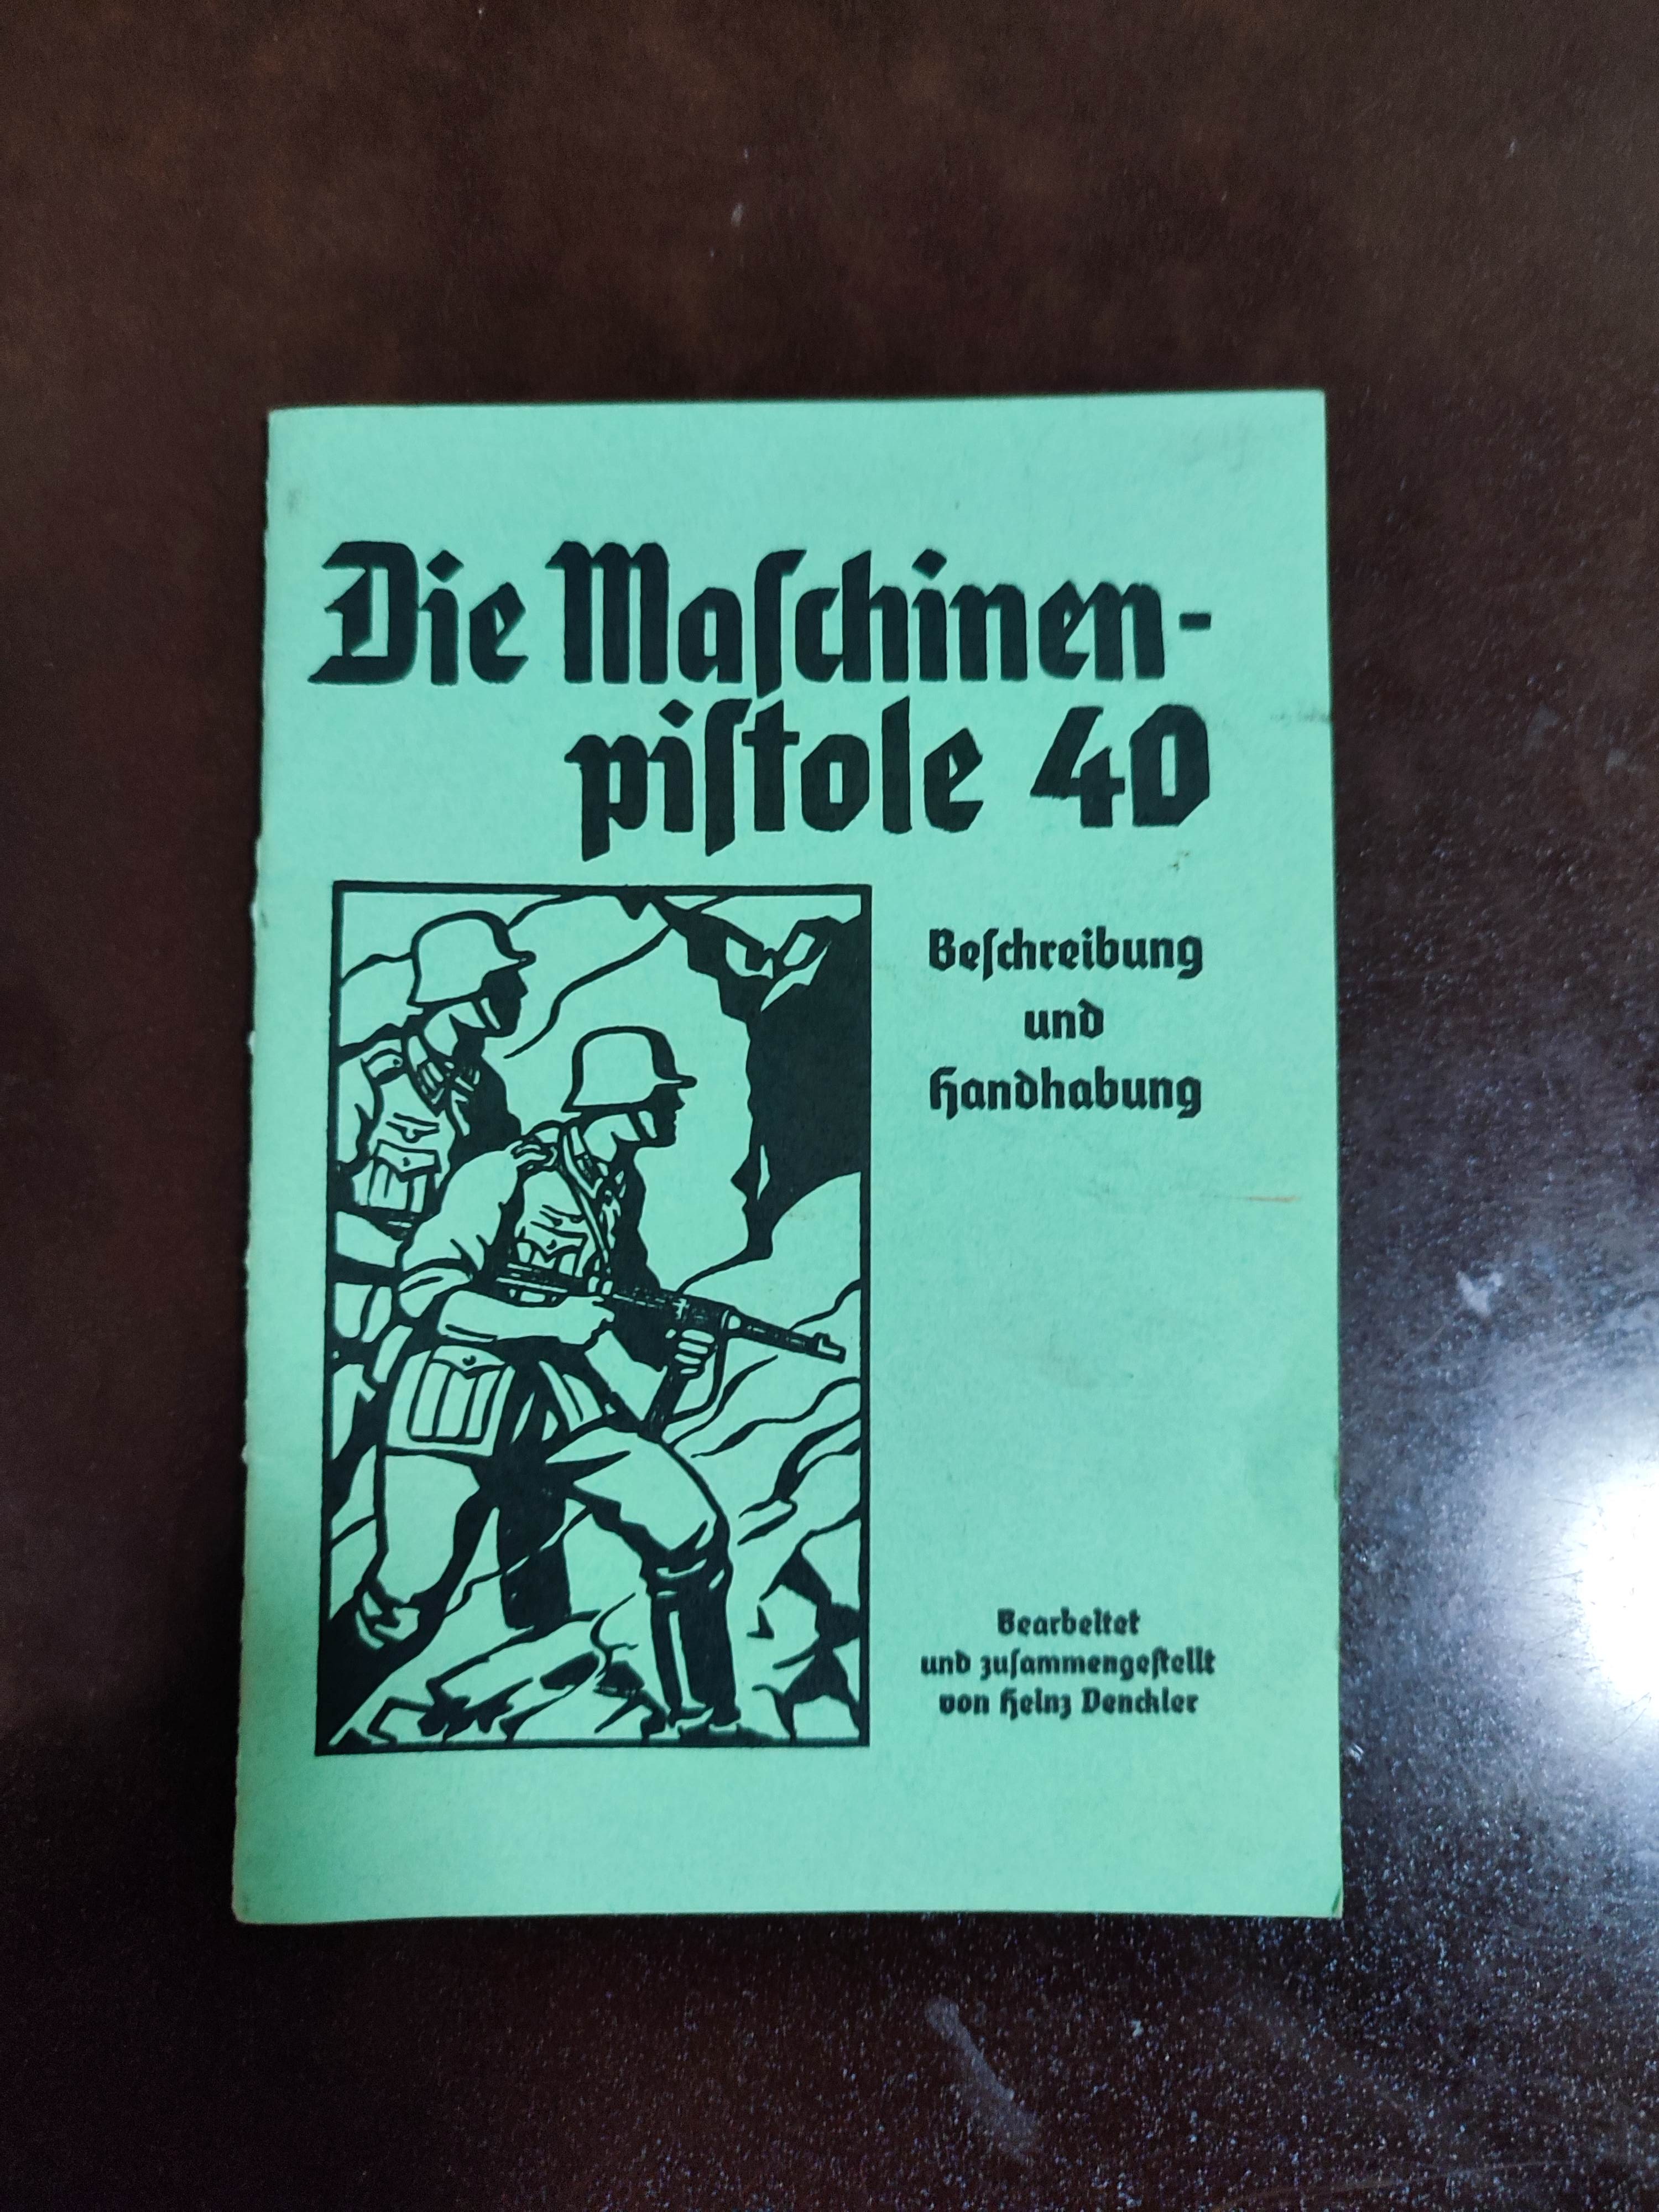 Die Maſchinen-
piſtole 40
Beſchreibung
und
Handhabung
Bearbeitet
und zuſammengeſtellt
von Heinz Denckler